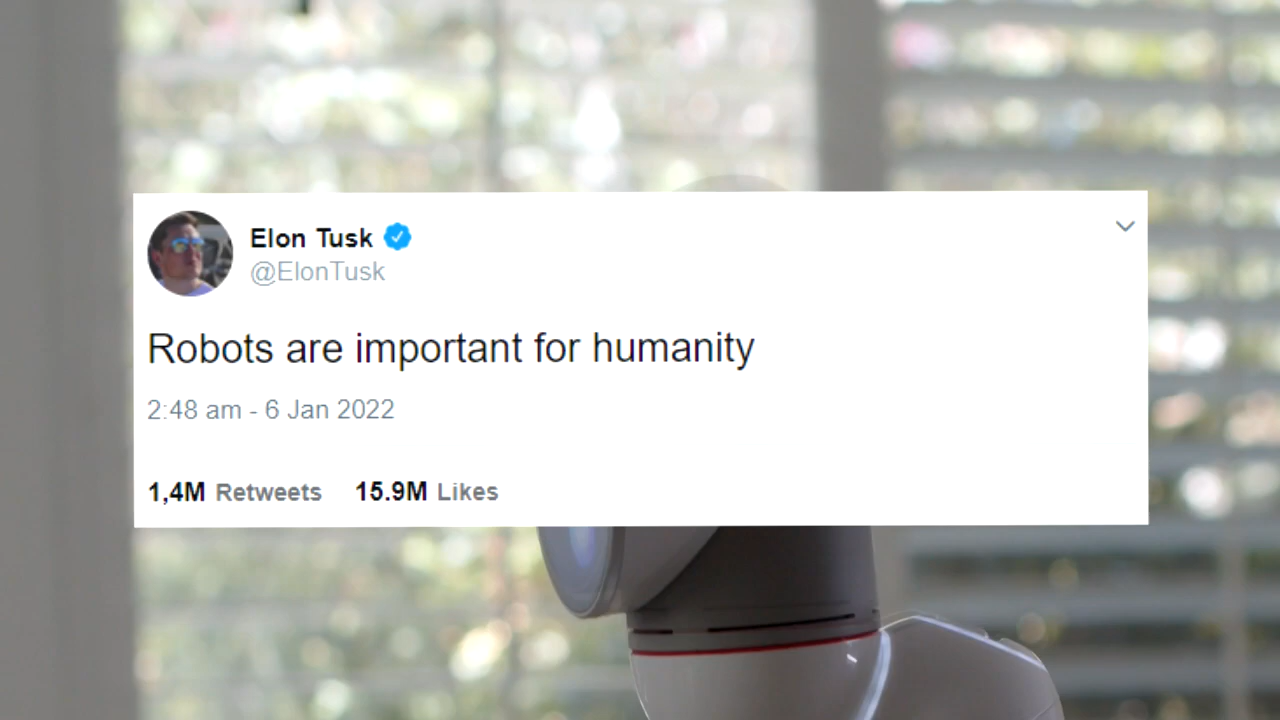 Elon Tusk
@ElonTusk
Robots are important for humanity
2:48 am - 6 Jan 2022
1,4M Retweets 15.9M Likes